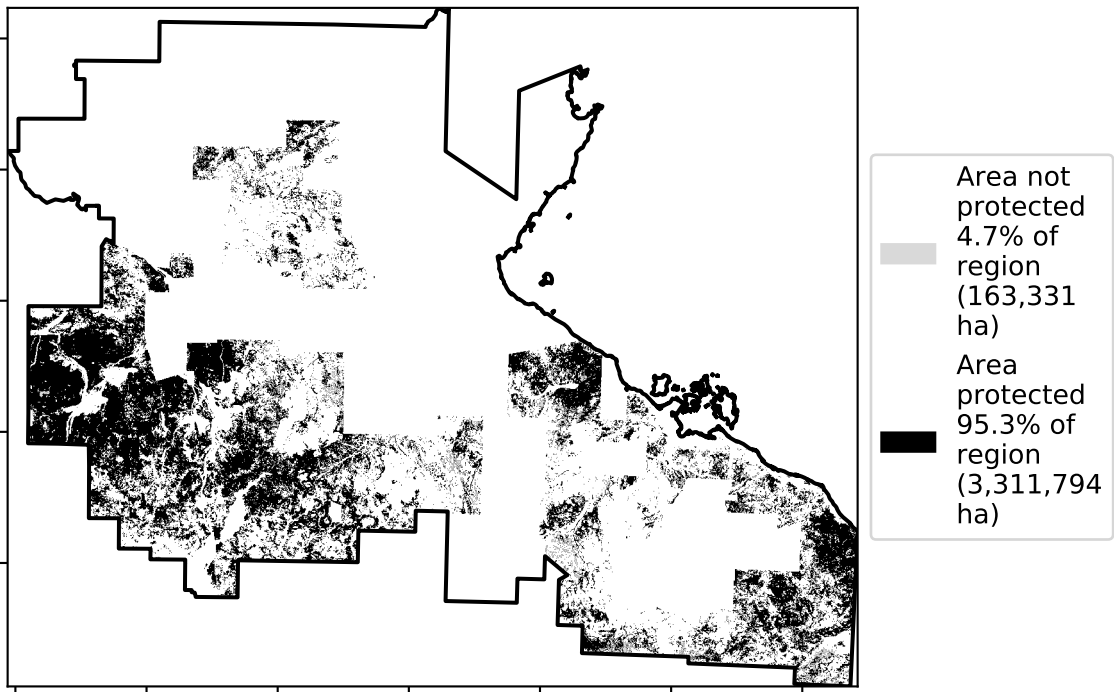 Area not
protected
4.7% of
region
(163,331
ha)
Area
protected
95.3% of
region
(3,311,794
ha)